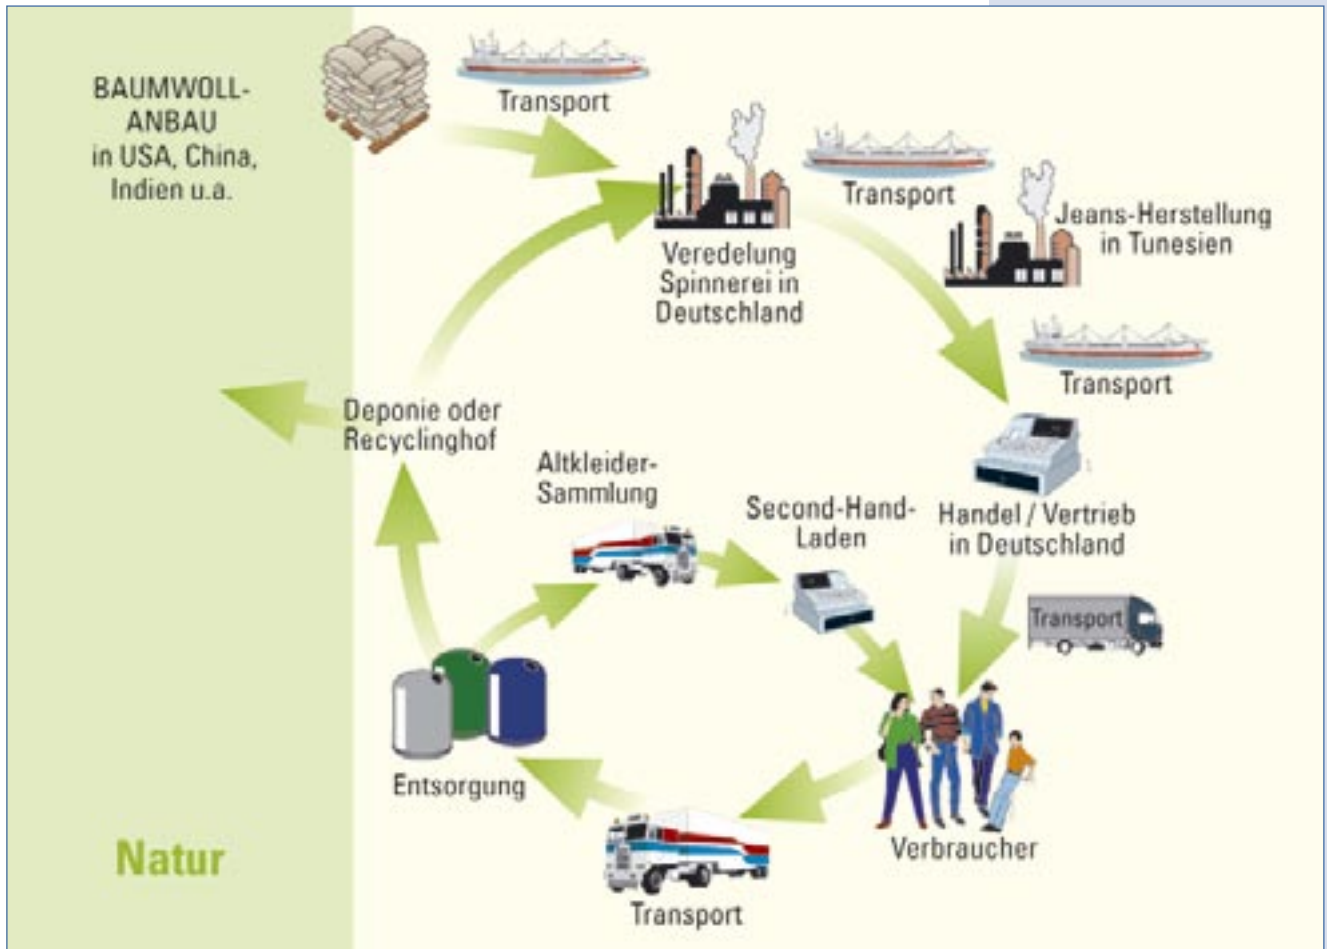 BAUMWOLL-
ANBAU
in USA, China,
Indien u.a.
Transport
Veredelung
Spinnerei in
Deutschland
Transport
Jeans-Herstellung
in Tunesien
Transport
Deponie oder
Recyclinghof
Altkleider-
Sammlung
Second-Hand-
Laden
Handel / Vertrieb
in Deutschland
Transport
Entsorgung
Verbraucher
Natur
Transport